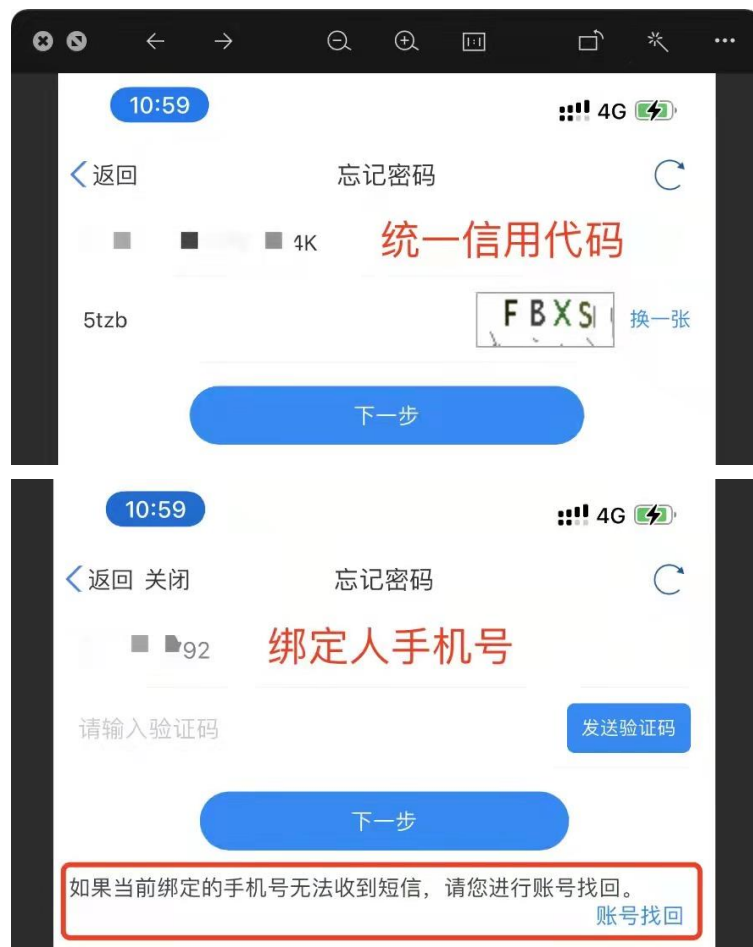 10:59
4G
返回 忘记密码
4K 统一信用代码
5tzb FBXS 换一张
下一步
10:59
4G
返回 关闭 忘记密码
792 绑定人手机号
请输入验证码 发送验证码
下一步
如果当前绑定的手机号无法收到短信，请您进行账号找回。
账号找回